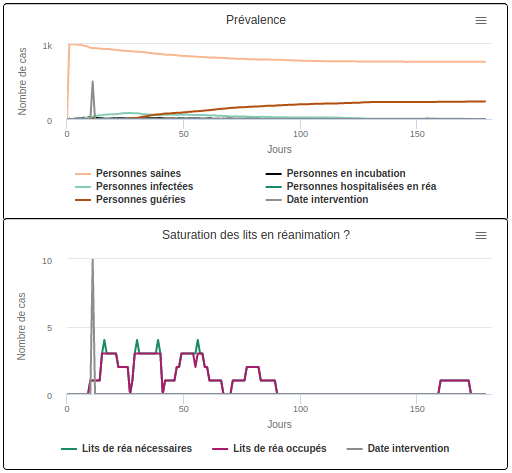 Prévalence
Nombre de cas
1k
0
0 50 100 150
Jours
Personnes saines Personnes en incubation
Personnes infectées Personnes hospitalisées en réa
Personnes guéries Date intervention
Saturation des lits en réanimation ?
Nombre de cas
10
5
0
0 50 100 150
Jours
Lits de réa nécessaires Lits de réa occupés Date intervention